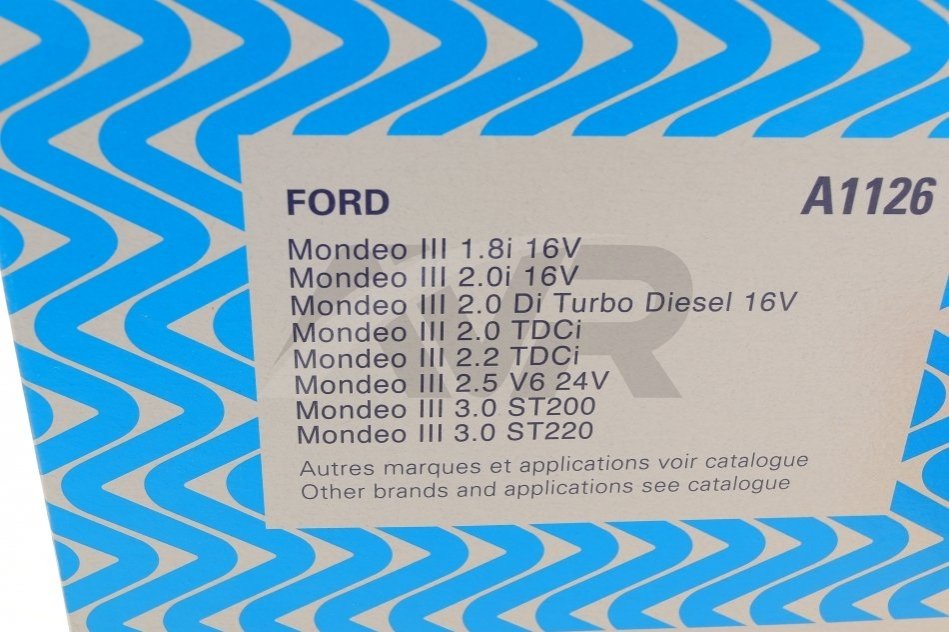 FORD
A1126
Mondeo III 1.8i 16V
Mondeo III 2.0i 16V
Mondeo III 2.0 Di Turbo Diesel 16V
Mondeo III 2.0 TDCi
Mondeo III 2.2 TDCi
Mondeo III 2.5 V6 24V
Mondeo III 3.0 ST200
Mondeo III 3.0 ST220
Autres marques et applications voir catalogue
Other brands and applications see catalogue